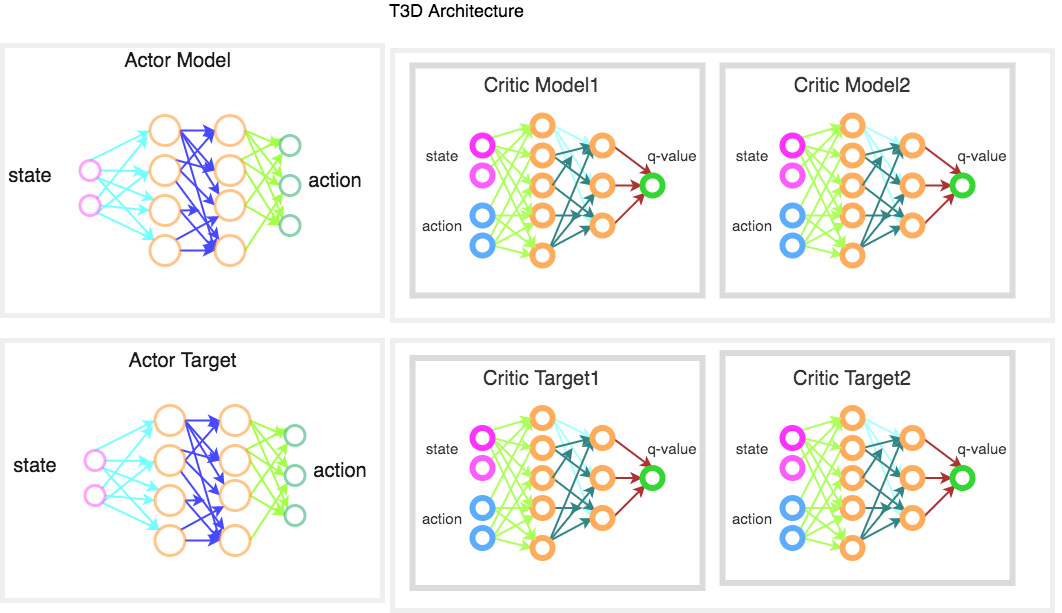 T3D Architecture
Actor Model
state
action
Critic Model1
state
action
q-value
Critic Model2
state
action
q-value
Actor Target
state
action
Critic Target1
state
action
q-value
Critic Target2
state
action
q-value